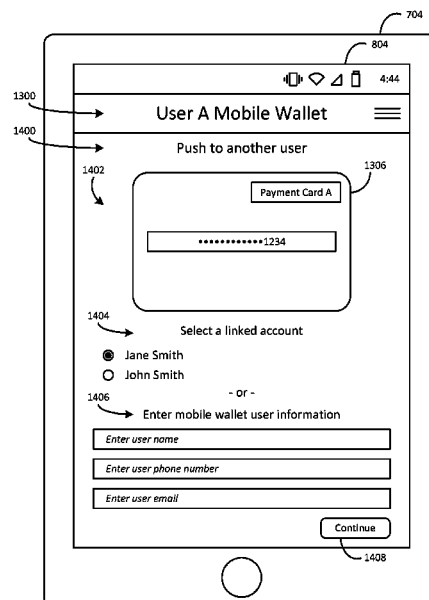 704
804
4:44
1300
User A Mobile Wallet
1400
Push to another user
1402
1306
Payment Card A
••••••••••••1234
1404
Select a linked account
Jane Smith
John Smith
- or -
1406
Enter mobile wallet user information
Enter user name
Enter user phone number
Enter user email
Continue
1408